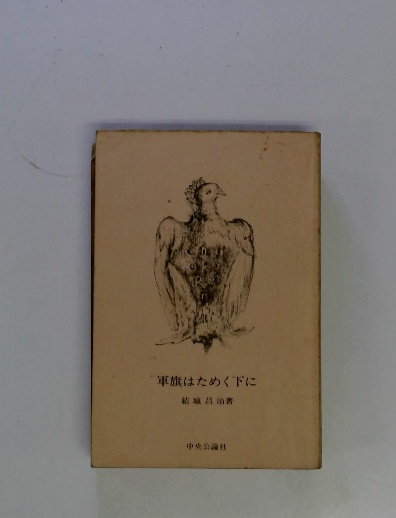 軍旗はためく下に
結城昌治著
中央公論社